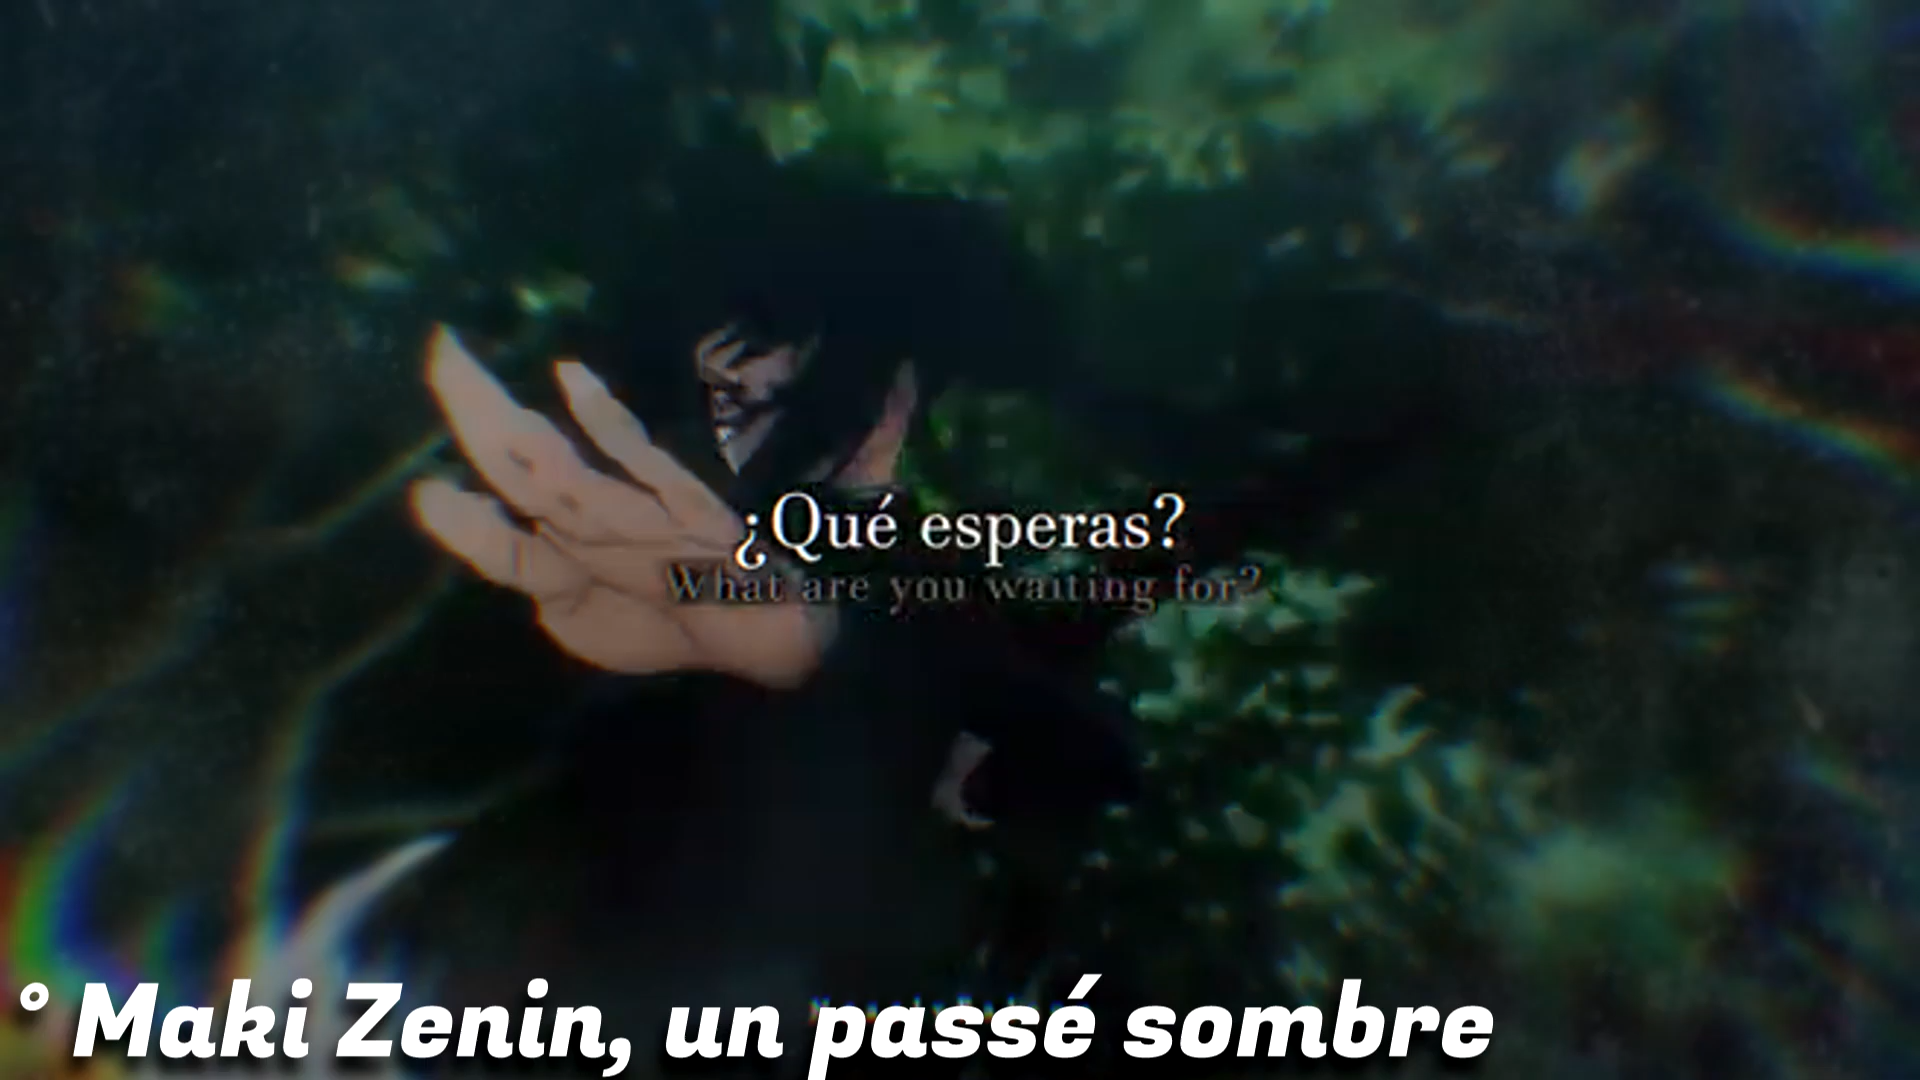 ¿Qué esperas?
What are you waiting for?
° Maki Zenin, un passé sombre